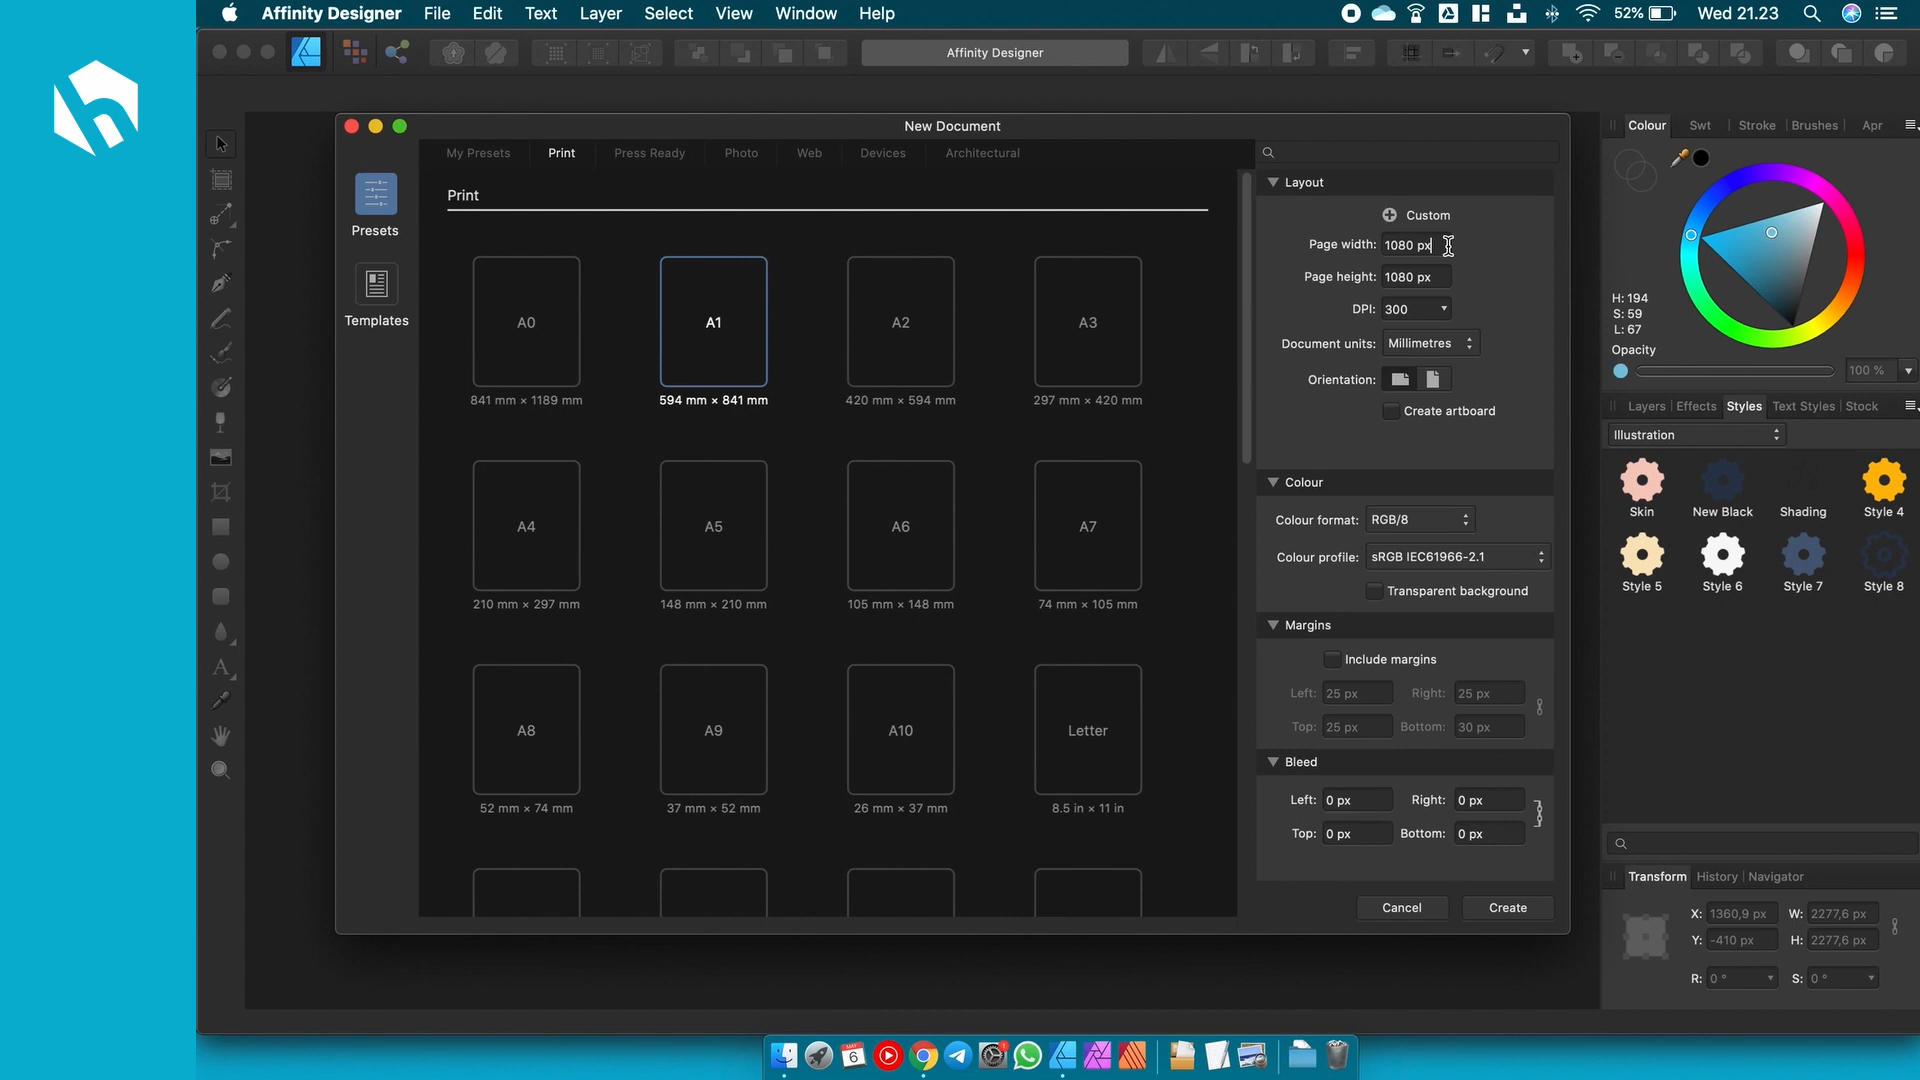 Affinity Designer File Edit Text Layer Select View Window Help 52% Wed 21.23
Affinity Designer
New Document
My Presets Print Press Ready Photo Web Devices Architectural
Presets
Templates
Print
A0 A1 A2 A3
841 mm × 1189 mm 594 mm × 841 mm 420 mm × 594 mm 297 mm × 420 mm
A4 A5 A6 A7
210 mm × 297 mm 148 mm × 210 mm 105 mm × 148 mm 74 mm × 105 mm
A8 A9 A10 Letter
52 mm × 74 mm 37 mm × 52 mm 26 mm × 37 mm 8.5 in × 11 in
Layout
Custom
Page width: 1080 px
Page height: 1080 px
DPI: 300
Document units: Millimetres
Orientation:
Create artboard
Colour
Colour format: RGB/8
Colour profile: sRGB IEC61966-2.1
Transparent background
Margins
Include margins
Left: 25 px Right: 25 px
Top: 25 px Bottom: 30 px
Bleed
Left: 0 px Right: 0 px
Top: 0 px Bottom: 0 px
Cancel Create
Colour Swt Stroke Brushes Apr
H: 194
S: 59
L: 67
Opacity
100 %
Layers Effects Styles Text Styles Stock
Illustration
Skin New Black Shading Style 4
Style 5 Style 6 Style 7 Style 8
Transform History Navigator
X: 1360,9 px W: 2277,6 px
Y: -410 px H: 2277,6 px
R: 0 ° S: 0 °
A
MAY
6